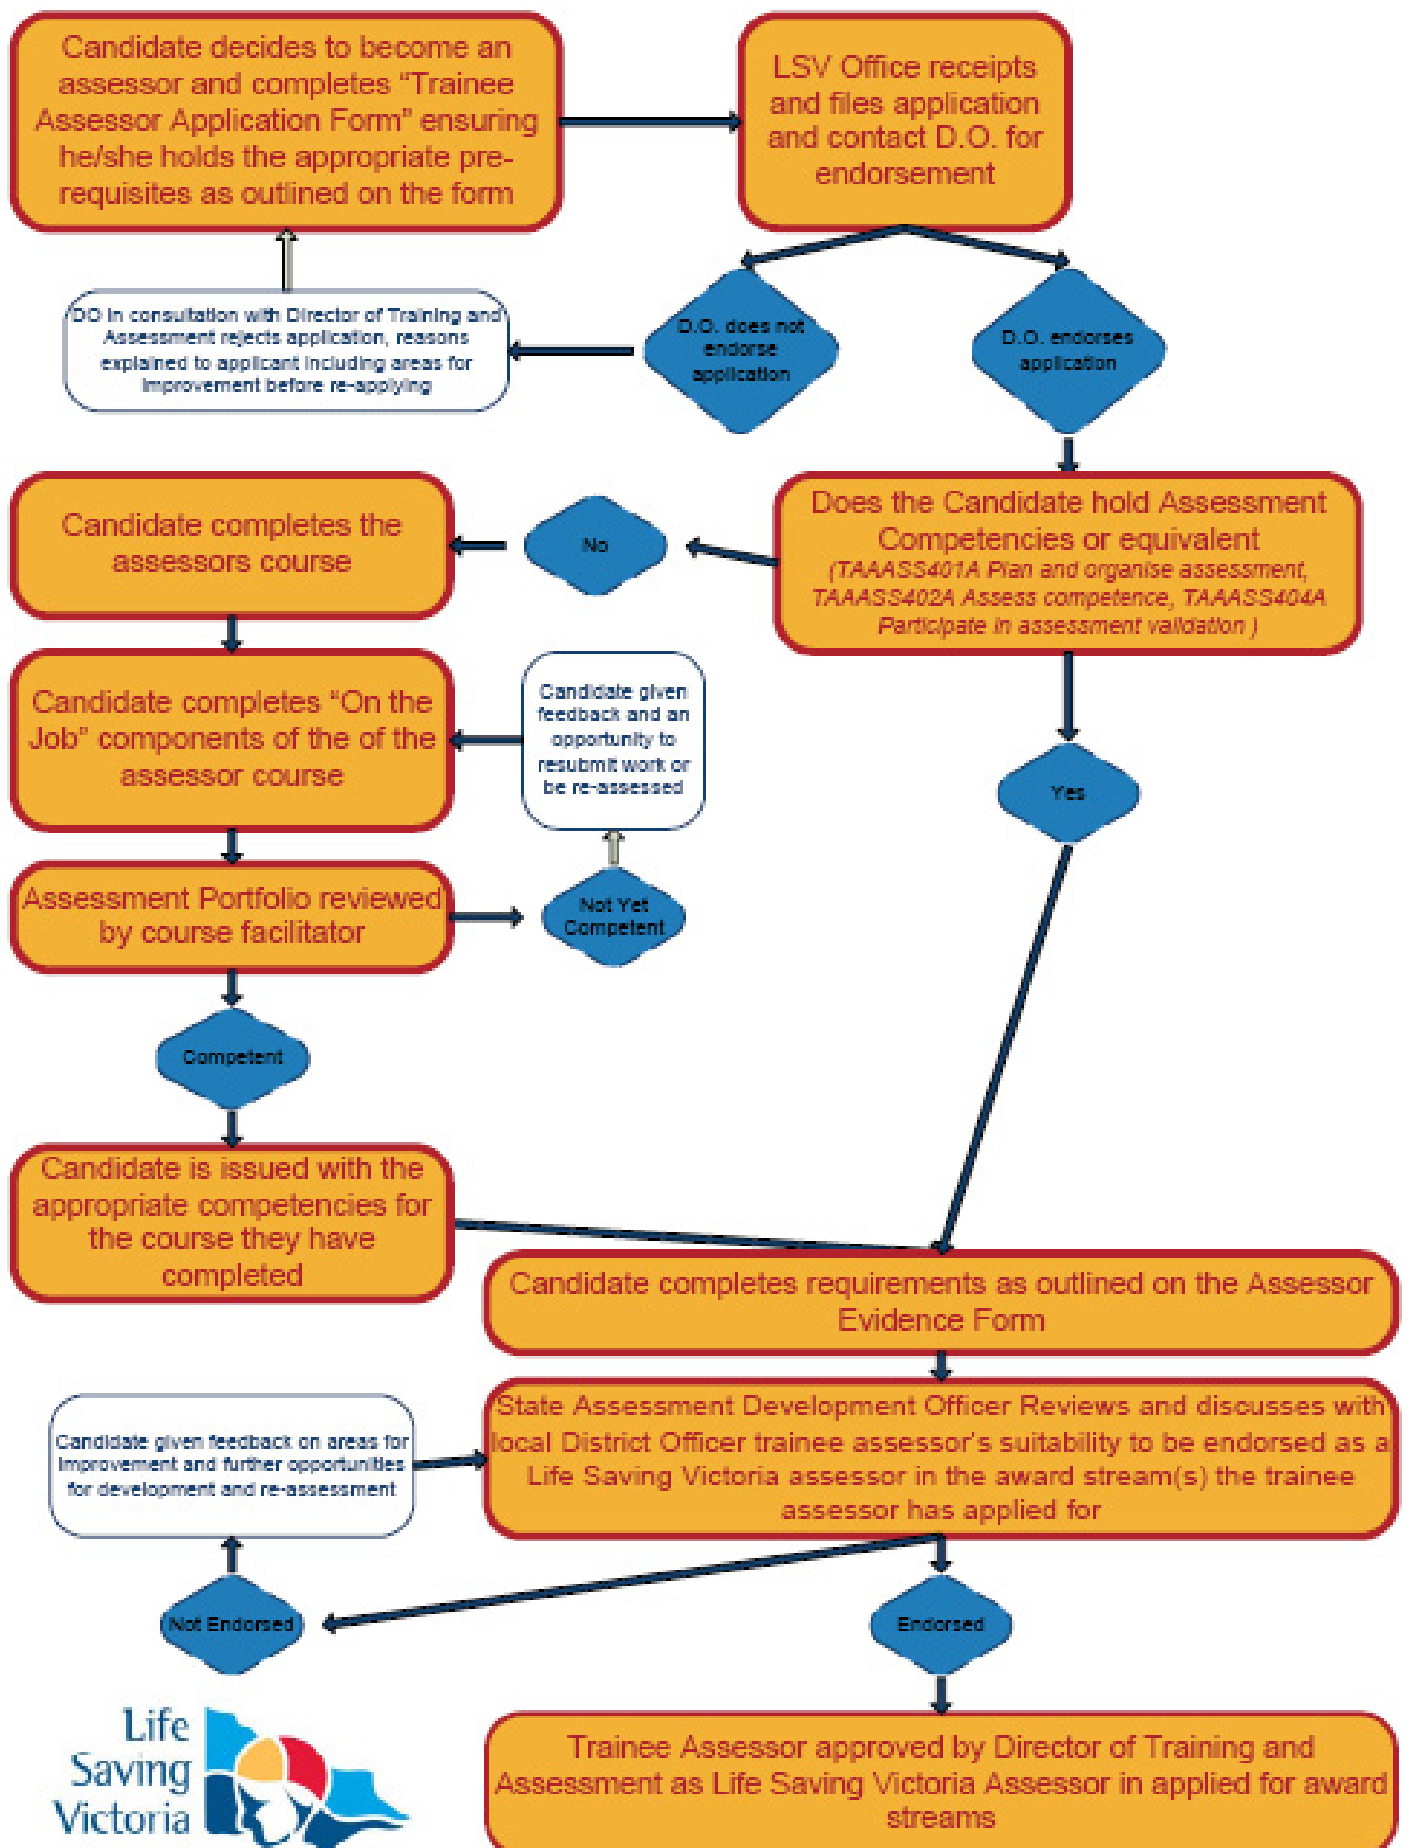 Candidate decides to become an
assessor and completes “Trainee
Assessor Application Form” ensuring
he/she holds the appropriate pre-
requisites as outlined on the form
LSV Office receipts
and files application
and contact D.O. for
endorsement
DO in consultation with Director of Training and
Assessment rejects application, reasons
explained to applicant including areas for
improvement before re-applying
D.O. does not
endorse
application
D.O. endorses
application
Does the Candidate hold Assessment
Competencies or equivalent
(TAAASS401A Plan and organise assessment,
TAAASS402A Assess competence, TAAASS404A
Participate in assessment validation )
No
Candidate completes the
assessors course
Candidate completes “On the
Job” components of the of the
assessor course
Candidate given
feedback and an
opportunity to
resubmit work or
be re-assessed
Yes
Assessment Portfolio reviewed
by course facilitator
Not Yet
Competent
Competent
Candidate is issued with the
appropriate competencies for
the course they have
completed
Candidate completes requirements as outlined on the Assessor
Evidence Form
State Assessment Development Officer Reviews and discusses with
local District Officer trainee assessor's suitability to be endorsed as a
Life Saving Victoria assessor in the award stream(s) the trainee
assessor has applied for
Candidate given feedback on areas for
improvement and further opportunities
for development and re-assessment
Not Endorsed
Endorsed
Trainee Assessor approved by Director of Training and
Assessment as Life Saving Victoria Assessor in applied for award
streams
Life
Saving
Victoria